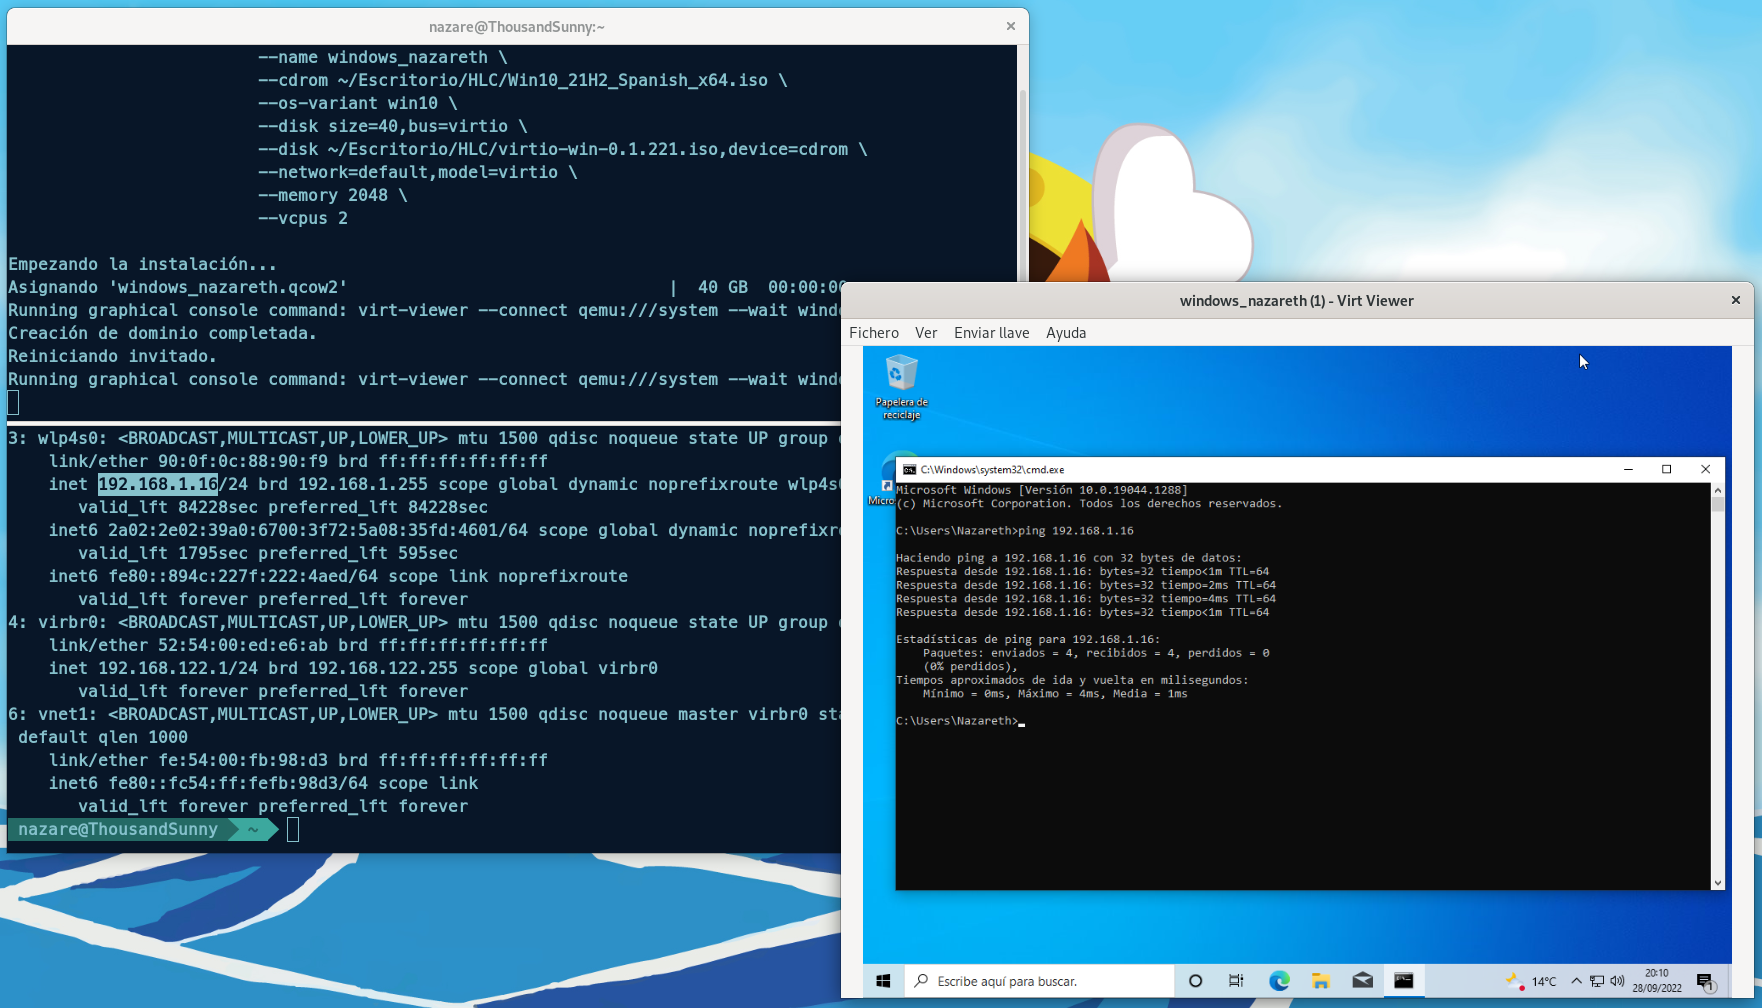 nazare@ThousandSunny:~
--name windows_nazareth \
--cdrom ~/Escritorio/HLC/Win10_21H2_Spanish_x64.iso \
--os-variant win10 \
--disk size=40,bus=virtio \
--disk ~/Escritorio/HLC/virtio-win-0.1.221.iso,device=cdrom \
--network=default,model=virtio \
--memory 2048 \
--vcpus 2
Empezando la instalación...
Asignando 'windows_nazareth.qcow2' | 40 GB 00:00:00
Running graphical console command: virt-viewer --connect qemu:///system --wait
Creación de dominio completada.
Reiniciando invitado.
Running graphical console command: virt-viewer --connect qemu:///system --wait
3: wlp4s0: <BROADCAST,MULTICAST,UP,LOWER_UP> mtu 1500 qdisc noqueue state UP group
link/ether 90:0f:0c:88:90:f9 brd ff:ff:ff:ff:ff:ff
inet 192.168.1.16/24 brd 192.168.1.255 scope global dynamic noprefixroute wlp4s0
valid_lft 84228sec preferred_lft 84228sec
inet6 2a02:2e02:39a0:6700:3f72:5a08:35fd:4601/64 scope global dynamic
valid_lft 1795sec preferred_lft 595sec
inet6 fe80::894c:227f:222:4aed/64 scope link noprefixroute
valid_lft forever preferred_lft forever
4: virbr0: <BROADCAST,MULTICAST,UP,LOWER_UP> mtu 1500 qdisc noqueue state UP group
link/ether 52:54:00:ed:e6:ab brd ff:ff:ff:ff:ff:ff
inet 192.168.122.1/24 brd 192.168.122.255 scope global virbr0
valid_lft forever preferred_lft forever
6: vnet1: <BROADCAST,MULTICAST,UP,LOWER_UP> mtu 1500 qdisc noqueue master virbr0
default qlen 1000
link/ether fe:54:00:fb:98:d3 brd ff:ff:ff:ff:ff:ff
inet6 fe80::fc54:ff:fefb:98d3/64 scope link
valid_lft forever preferred_lft forever
nazare@ThousandSunny ~
windows_nazareth (1) - Virt Viewer
Fichero Ver Enviar llave Ayuda
Papelera de
reciclaje
C:\Windows\system32\cmd.exe
Microsoft Windows [Versión 10.0.19044.1288]
(c) Microsoft Corporation. Todos los derechos reservados.
C:\Users\Nazareth>ping 192.168.1.16
Haciendo ping a 192.168.1.16 con 32 bytes de datos:
Respuesta desde 192.168.1.16: bytes=32 tiempo<1m TTL=64
Respuesta desde 192.168.1.16: bytes=32 tiempo=2ms TTL=64
Respuesta desde 192.168.1.16: bytes=32 tiempo=4ms TTL=64
Respuesta desde 192.168.1.16: bytes=32 tiempo<1m TTL=64
Estadísticas de ping para 192.168.1.16:
Paquetes: enviados = 4, recibidos = 4, perdidos = 0
(0% perdidos),
Tiempos aproximados de ida y vuelta en milisegundos:
Mínimo = 0ms, Máximo = 4ms, Media = 1ms
C:\Users\Nazareth>
Escribe aquí para buscar.
14°C
20:10
28/09/2022
1